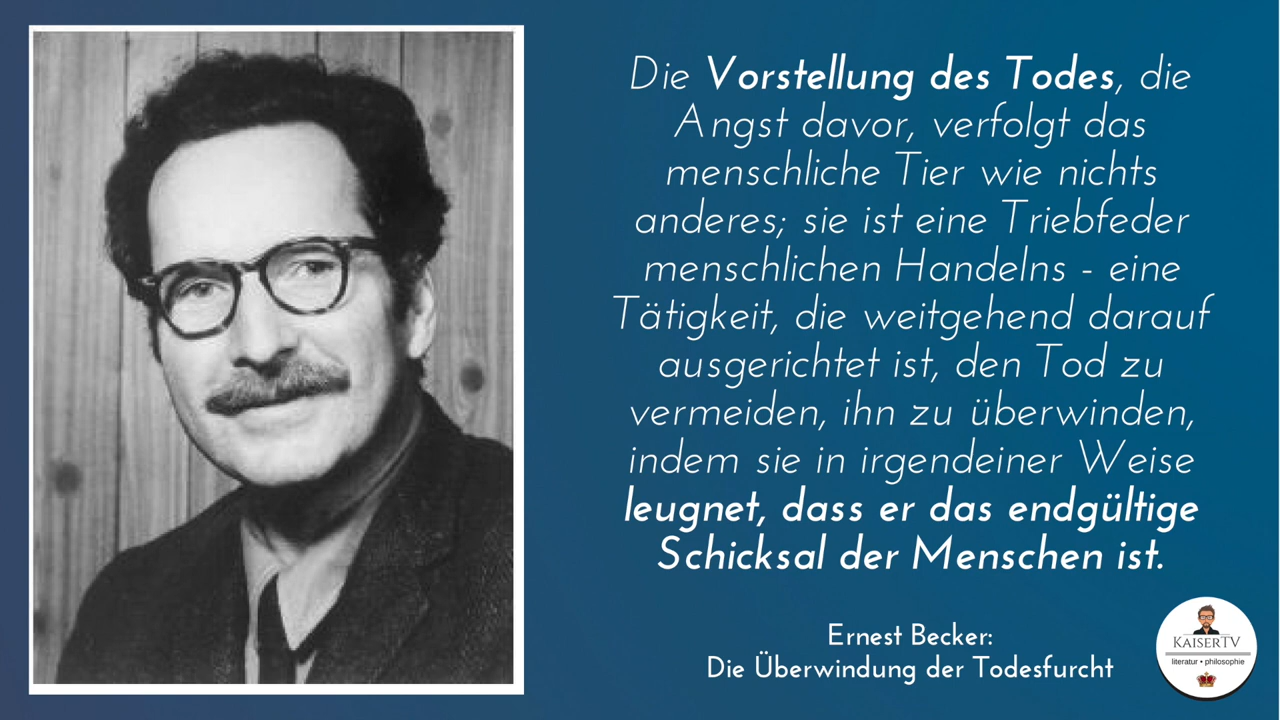 Die Vorstellung des Todes, die
Angst davor, verfolgt das
menschliche Tier wie nichts
anderes; sie ist eine Triebfeder
menschlichen Handelns - eine
Tätigkeit, die weitgehend darauf
ausgerichtet ist, den Tod zu
vermeiden, ihn zu überwinden,
indem sie in irgendeiner Weise
leugnet, dass er das endgültige
Schicksal der Menschen ist.
Ernest Becker:
Die Überwindung der Todesfurcht
KAISERTV
literatur • philosophie